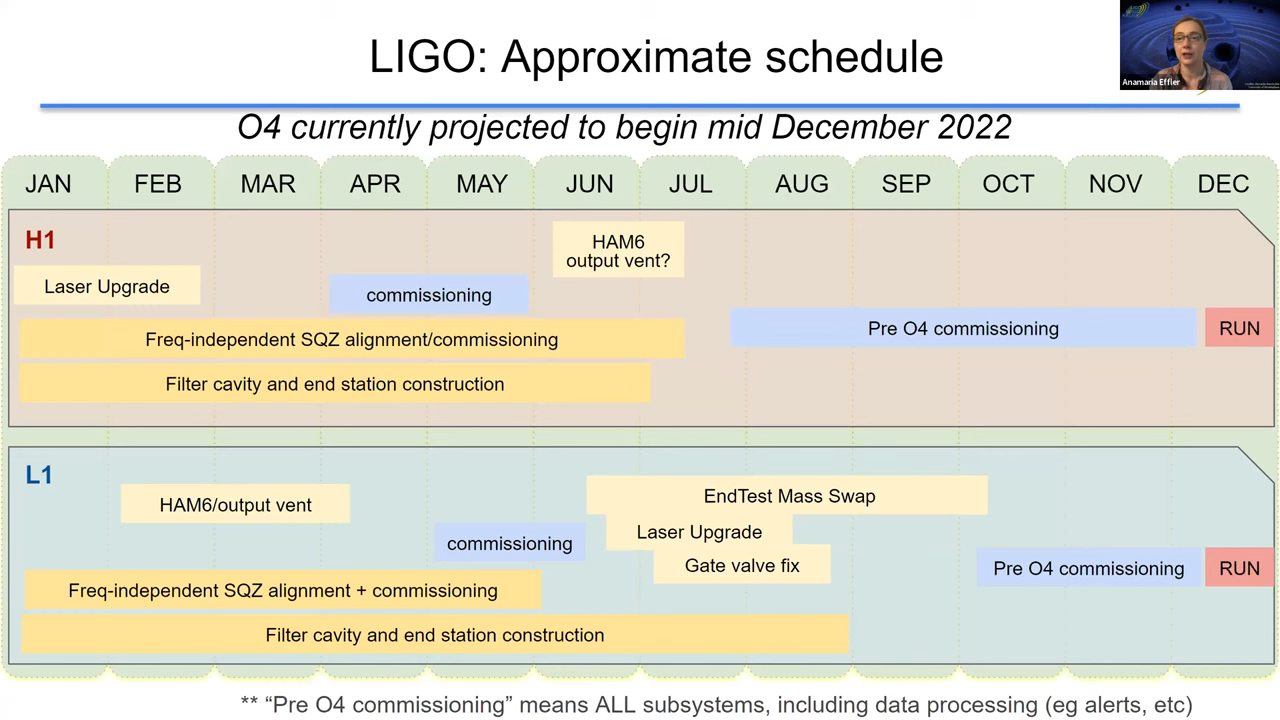 LIGO: Approximate schedule
Anamaria Effler
O4 currently projected to begin mid December 2022
JAN FEB MAR APR MAY JUN JUL AUG SEP OCT NOV DEC
H1
HAM6
output vent?
Laser Upgrade
commissioning
Pre O4 commissioning
RUN
Freq-independent SQZ alignment/commissioning
Filter cavity and end station construction
L1
HAM6/output vent
EndTest Mass Swap
Laser Upgrade
commissioning
Gate valve fix
Pre O4 commissioning
RUN
Freq-independent SQZ alignment + commissioning
Filter cavity and end station construction
** “Pre O4 commissioning” means ALL subsystems, including data processing (eg alerts, etc)